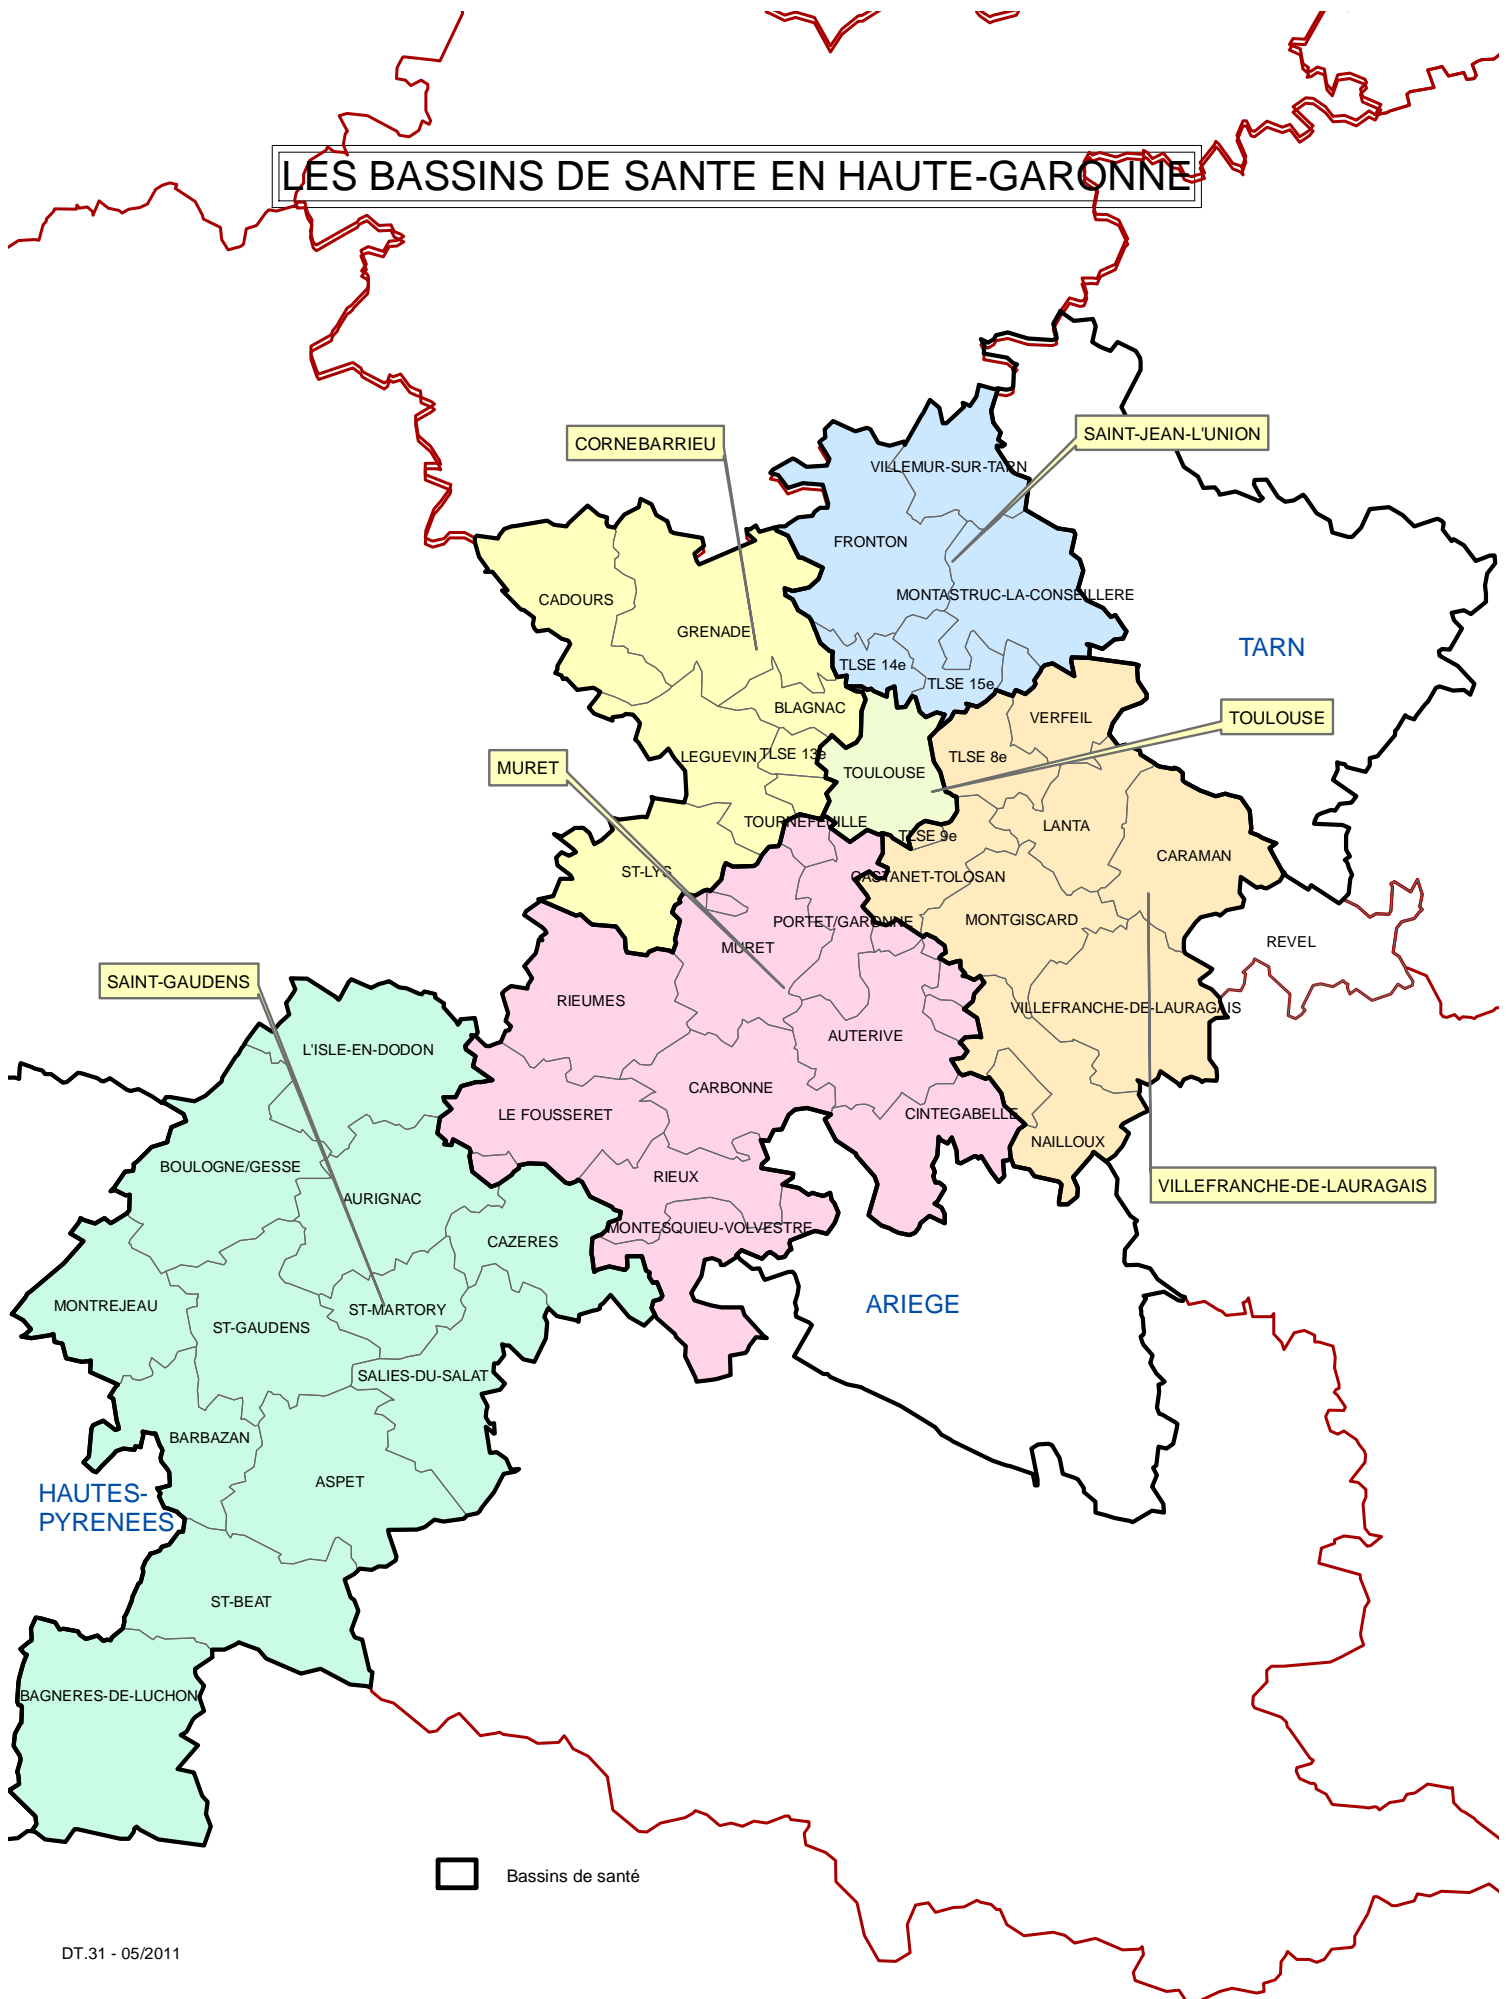 LES BASSINS DE SANTE EN HAUTE-GARONNE
SAINT-JEAN-L'UNION
CORNEBARRIEU
VILLEMUR-SUR-TARN
FRONTON
CADOURS
MONTASTRUC-LA-CONSEILLERE
GRENADE
TARN
TLSE 14e
TLSE 15e
BLAGNAC
VERFEIL
TOULOUSE
LEGUEVIN
TLSE 13e
TLSE 8e
MURET
TOULOUSE
TOURNEFEUILLE
LANTA
TLSE 9e
CARAMAN
ST-LYS
CASTANET-TOLOSAN
PORTET/GARONNE
MONTGISCARD
MURET
REVEL
SAINT-GAUDENS
RIEUMES
VILLEFRANCHE-DE-LAURAGAIS
AUTERIVE
L'ISLE-EN-DODON
CARBONNE
LE FOUSSERET
CINTEGABELLE
NAILLOUX
BOULOGNE/GESSE
RIEUX
VILLEFRANCHE-DE-LAURAGAIS
AURIGNAC
MONTESQUIEU-VOLVESTRE
CAZERES
ARIEGE
MONTREJEAU
ST-MARTORY
ST-GAUDENS
SALIES-DU-SALAT
BARBAZAN
ASPET
HAUTES-
PYRENEES
ST-BEAT
BAGNERES-DE-LUCHON
Bassins de santé
DT.31 - 05/2011